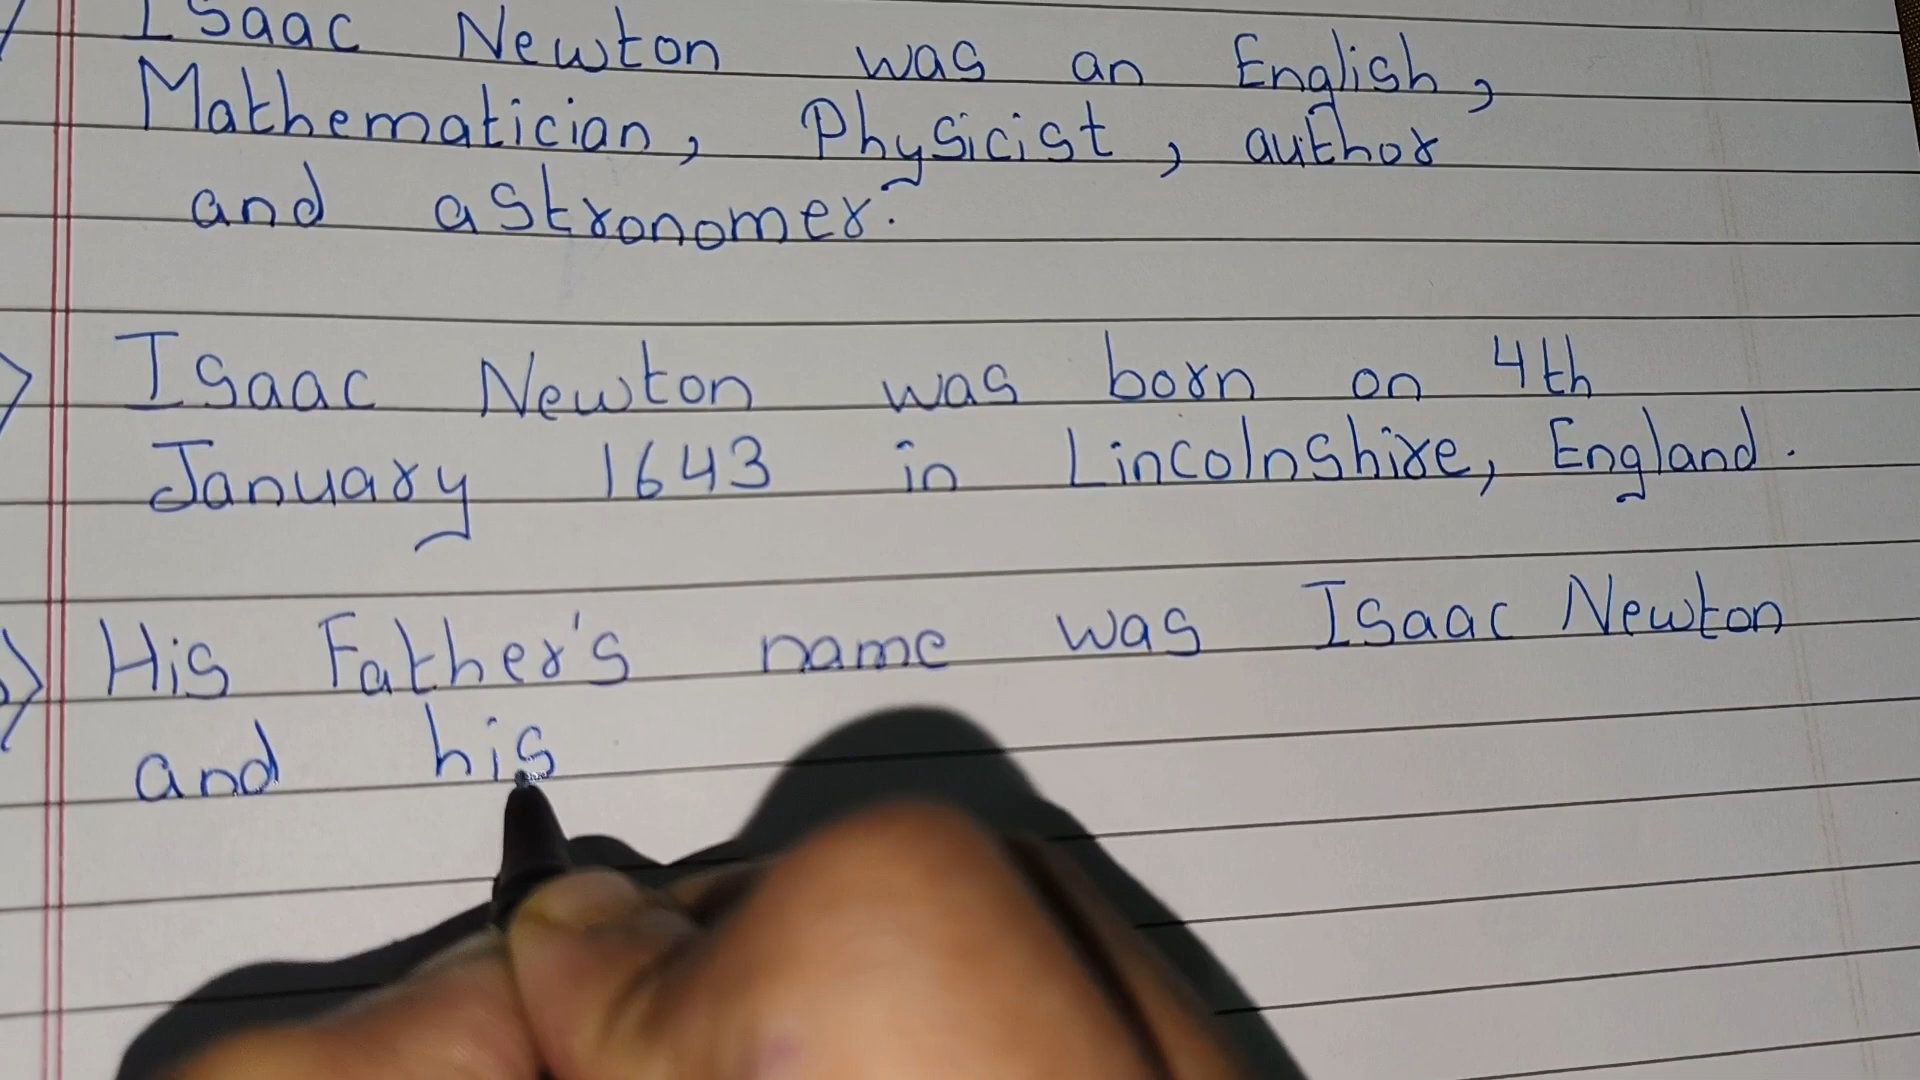 Isaac Newton was an English,
Mathematician, Physicist, author
and astronomer.
Isaac Newton was born on 4th
January 1643 in Lincolnshire, England.
His Father's name was Isaac Newton
and his